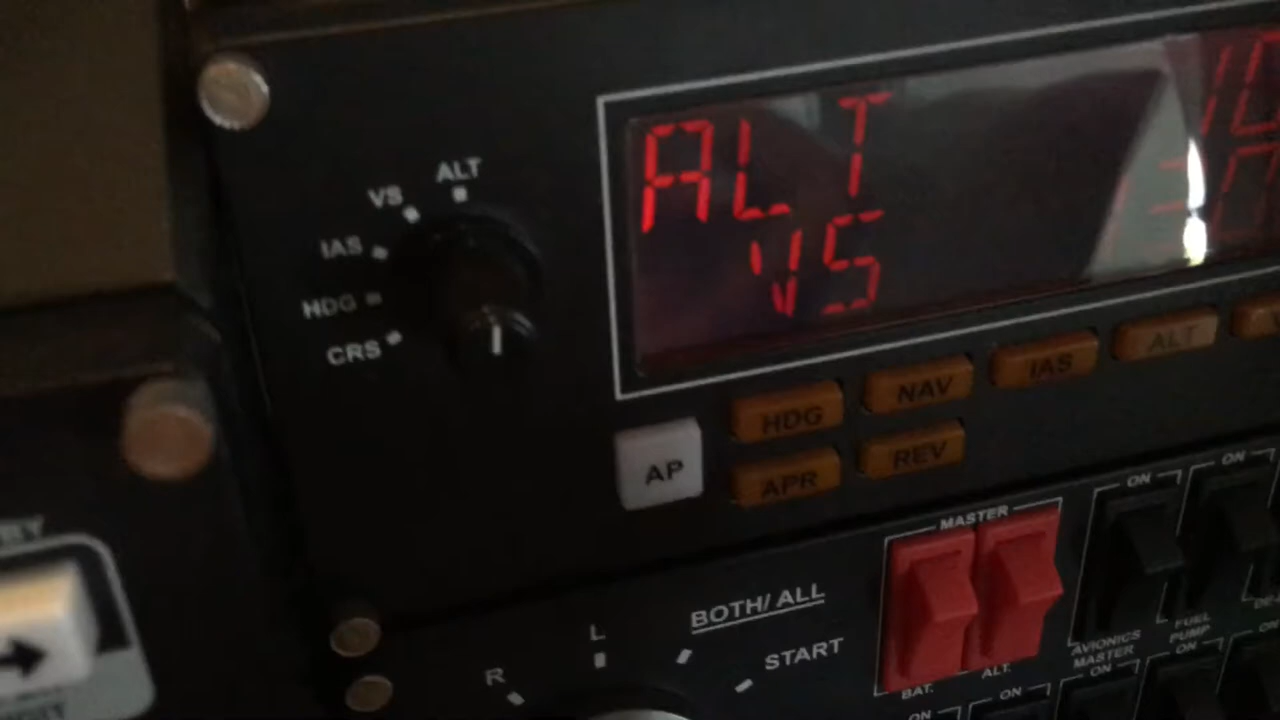 ALT
VS
IAS
HDG
CRS
ALT
VS
HDG
NAV
IAS
ALT
AP
APR
REV
MASTER
ON
ON
BAT.
ALT.
AVIONICS
MASTER
FUEL
PUMP
ON
ON
ON
ON
BOTH/ ALL
L
R
START